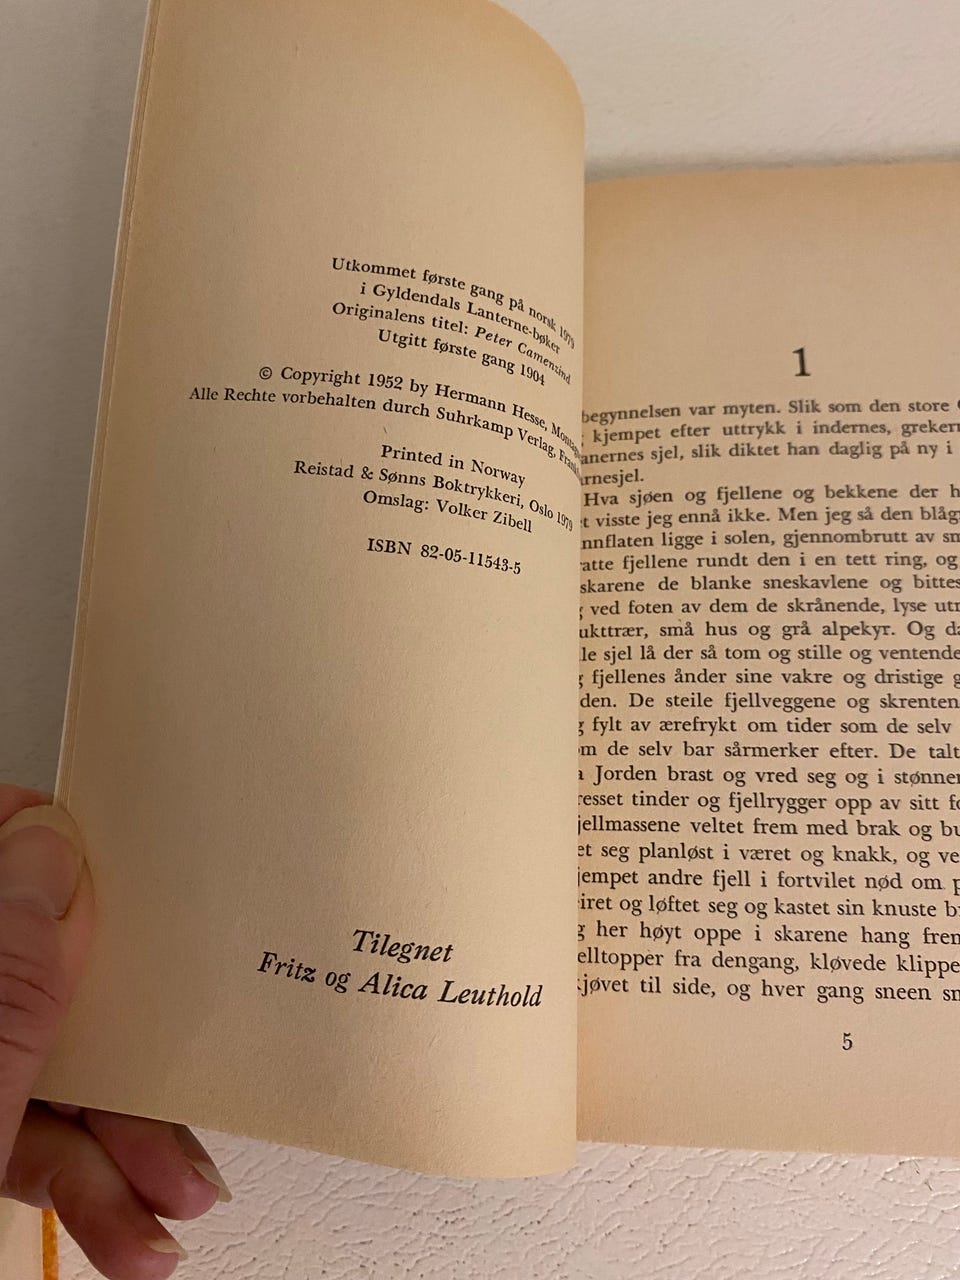 Utkommet første gang på norsk 1979
i Gyldendals Lanterne-bøker
Originalens titel: Peter Camenzind
Utgitt første gang 1904
© Copyright 1952 by Hermann Hesse,
Alle Rechte vorbehalten durch Suhrkamp Verlag,
Printed in Norway
Reistad & Sønns Boktrykkeri, Oslo 1979
Omslag: Volker Zibell
ISBN 82-05-11543-5
Tilegnet
Fritz og Alica Leuthold
1
begynnelsen var myten. Slik som den store
kjempet efter uttrykk i indernes,
sjel, slik diktet han daglig på ny i
Hva sjøen og fjellene og bekkene der
visste jeg ennå ikke. Men jeg så den
ligge i solen, gjennombrutt av
fjellene rundt den i en tett ring, og
skarene de blanke sneskavlene og
ved foten av dem de skrånende, lyse
små hus og grå alpekyr. Og
sjel lå der så tom og stille og ventende
fjellenes ånder sine vakre og dristige
De steile fjellveggene og skrenten
fylt av ærefrykt om tider som de selv
de selv bar sårmerker efter. De
Jorden brast og vred seg og i
tinder og fjellrygger opp av sitt
veltet frem med brak og
seg planløst i været og knakk, og
andre fjell i fortvilet nød om
og løftet seg og kastet sin knuste
her høyt oppe i skarene hang
fra dengang, kløvede
til side, og hver gang sneen
5